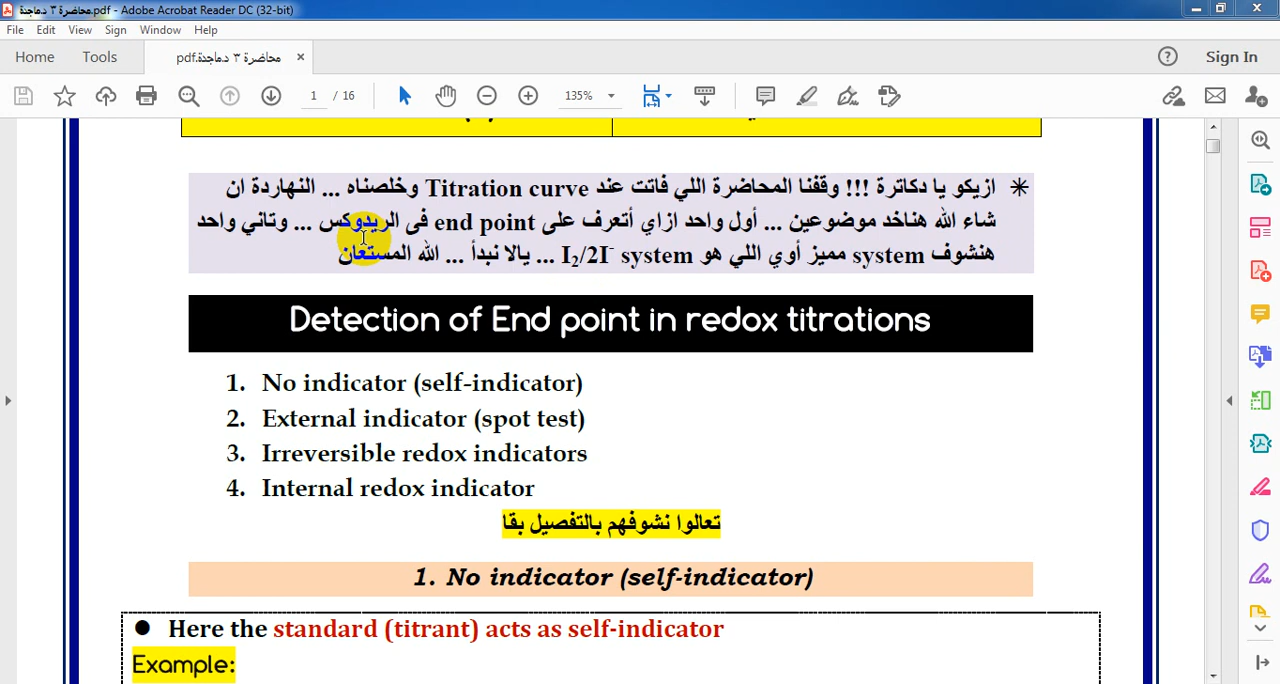 محاضرة ٣ د.ماجدة.pdf - Adobe Acrobat Reader DC (32-bit)
File Edit View Sign Window Help
Home Tools محاضرة ٣ د.ماجدة.pdf Sign In
1 / 16 135%
ازيكو يا دكاترة !!! وقفنا المحاضرة اللي فاتت عند Titration curve وخلصناه ... النهاردة ان
شاء الله هناخد موضوعين ... أول واحد ازاي أتعرف على end point فى الريدوكس ... وتاني واحد
هنشوف system مميز أوي اللي هو I₂/2I⁻ system ... يالا نبدأ ... الله المستعان
Detection of End point in redox titrations
1. No indicator (self-indicator)
2. External indicator (spot test)
3. Irreversible redox indicators
4. Internal redox indicator
تعالوا نشوفهم بالتفصيل بقا
1. No indicator (self-indicator)
● Here the standard (titrant) acts as self-indicator
Example: